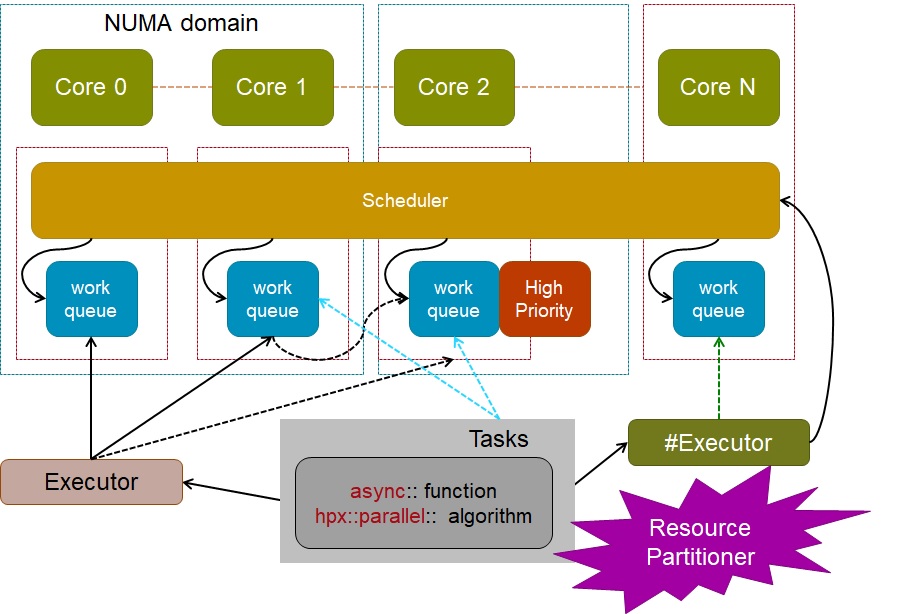 NUMA domain
Core 0
Core 1
Core 2
Core N
Scheduler
work
queue
work
queue
work
queue
High
Priority
work
queue
Tasks
#Executor
Executor
async:: function
hpx::parallel:: algorithm
Resource
Partitioner